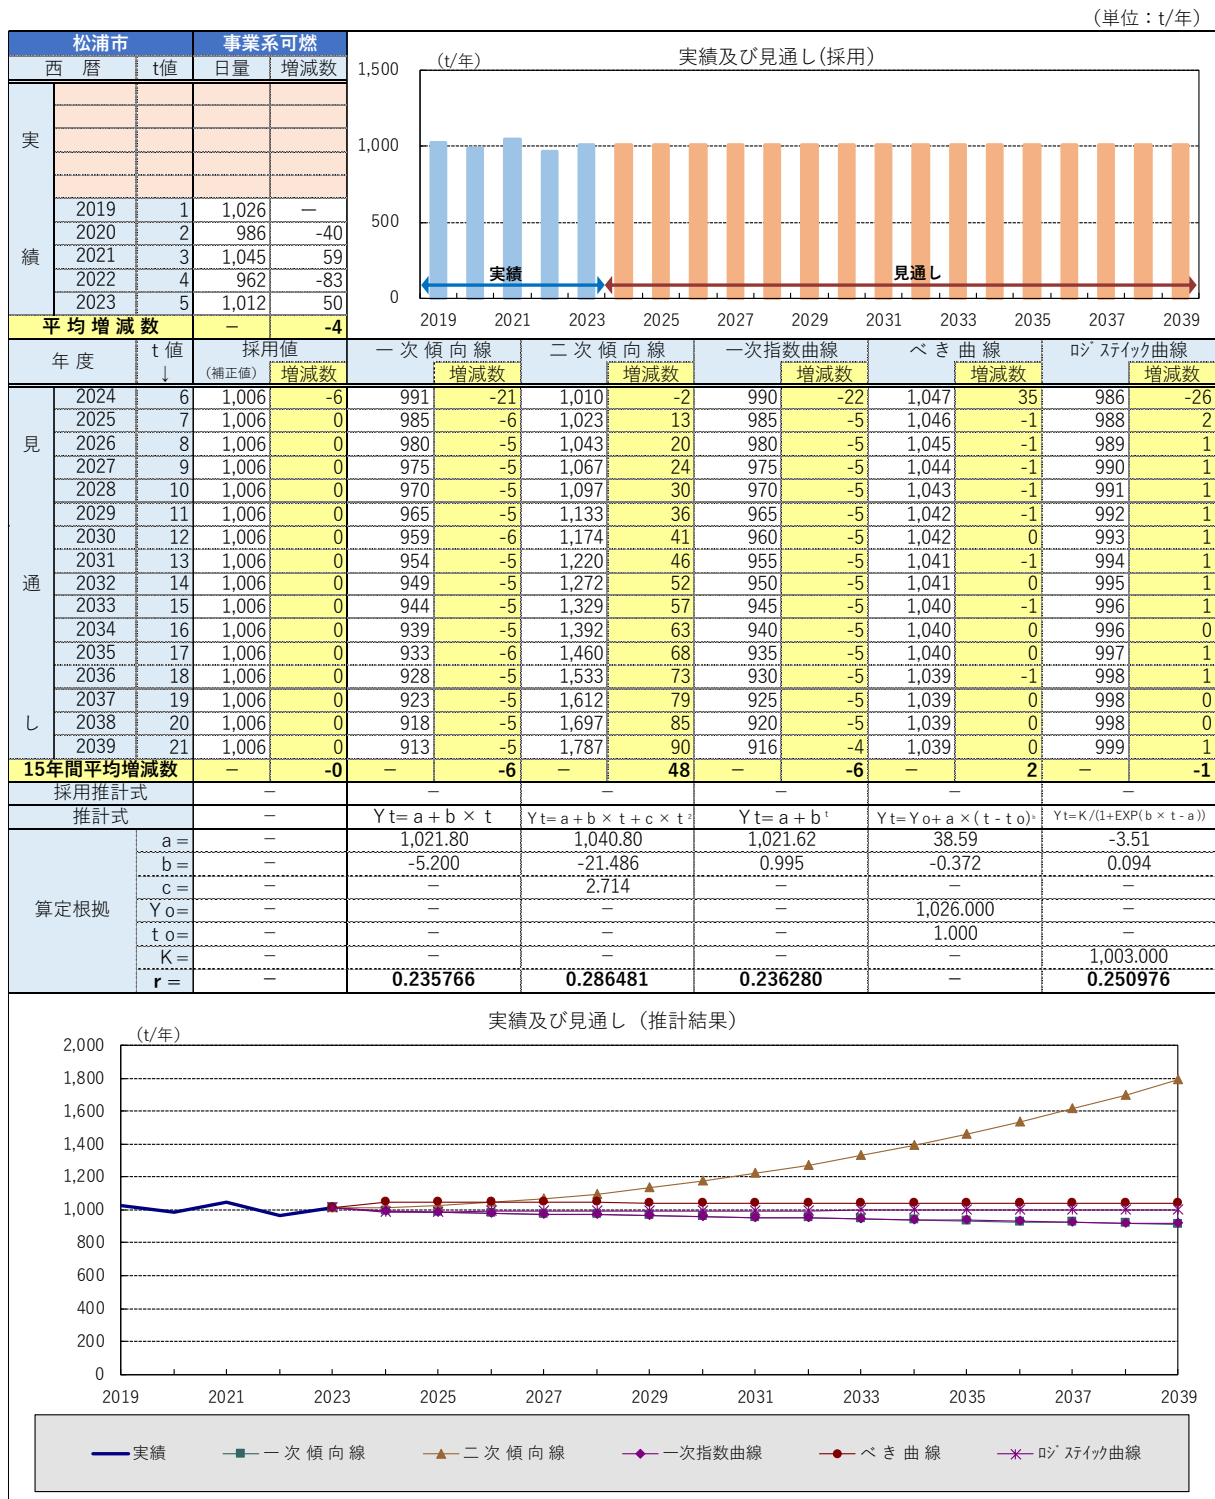 （単位：t/年）
松浦市 事業系可燃
西　暦 t値 日量 増減数
実
績
2019 1 1,026 －
2020 2 986 -40
2021 3 1,045 59
2022 4 962 -83
2023 5 1,012 50
平 均 増 減 数 － -4
実績及び見通し(採用)
(t/年)
1,500
1,000
500
0
実績 見通し
2019 2021 2023 2025 2027 2029 2031 2033 2035 2037 2039
年 度 ｔ値 ↓ 採用値 (補正値) 増減数 一 次 傾 向 線 増減数 二 次 傾 向 線 増減数 一次指数曲線 増減数 べ き 曲 線 増減数 ﾛｼﾞｽﾃｨｯｸ曲線 増減数
見
通
し
2024 6 1,006 -6 991 -21 1,010 -2 990 -22 1,047 35 986 -26
2025 7 1,006 0 985 -6 1,023 13 985 -5 1,046 -1 988 2
2026 8 1,006 0 980 -5 1,043 20 980 -5 1,045 -1 989 1
2027 9 1,006 0 975 -5 1,067 24 975 -5 1,044 -1 990 1
2028 10 1,006 0 970 -5 1,097 30 970 -5 1,043 -1 991 1
2029 11 1,006 0 965 -5 1,133 36 965 -5 1,042 -1 992 1
2030 12 1,006 0 959 -6 1,174 41 960 -5 1,042 0 993 1
2031 13 1,006 0 954 -5 1,220 46 955 -5 1,041 -1 994 1
2032 14 1,006 0 949 -5 1,272 52 950 -5 1,041 0 995 1
2033 15 1,006 0 944 -5 1,329 57 945 -5 1,040 -1 996 1
2034 16 1,006 0 939 -5 1,392 63 940 -5 1,040 0 996 0
2035 17 1,006 0 933 -6 1,460 68 935 -5 1,040 0 997 1
2036 18 1,006 0 928 -5 1,533 73 930 -5 1,039 -1 998 1
2037 19 1,006 0 923 -5 1,612 79 925 -5 1,039 0 998 0
2038 20 1,006 0 918 -5 1,697 85 920 -5 1,039 0 998 0
2039 21 1,006 0 913 -5 1,787 90 916 -4 1,039 0 999 1
15年間平均増減数 － -0 － -6 － 48 － -6 － 2 － -1
採用推計式 － － － － － －
推計式 － Ｙt=ａ+ｂ×ｔ Ｙt=ａ+ｂ×ｔ+ｃ×ｔ² Ｙt=ａ+ｂᵗ Ｙt=Ｙo+ａ×(ｔ-ｔo)ᵇ Ｙt=Ｋ/(1+EXP(ｂ×ｔ-ａ))
算定根拠
ａ= － 1,021.80 1,040.80 1,021.62 38.59 -3.51
ｂ= － -5.200 -21.486 0.995 -0.372 0.094
ｃ= － － 2.714 － － －
Ｙo= － － － － 1,026.000 －
ｔo= － － － － 1.000 －
Ｋ= － － － － － 1,003.000
ｒ= － 0.235766 0.286481 0.236280 － 0.250976
実績及び見通し（推計結果）
(t/年)
2,000
1,800
1,600
1,400
1,200
1,000
800
600
400
200
0
2019 2021 2023 2025 2027 2029 2031 2033 2035 2037 2039
実績 一 次 傾 向 線 二 次 傾 向 線 一次指数曲線 べ き 曲 線 ﾛｼﾞｽﾃｨｯｸ曲線